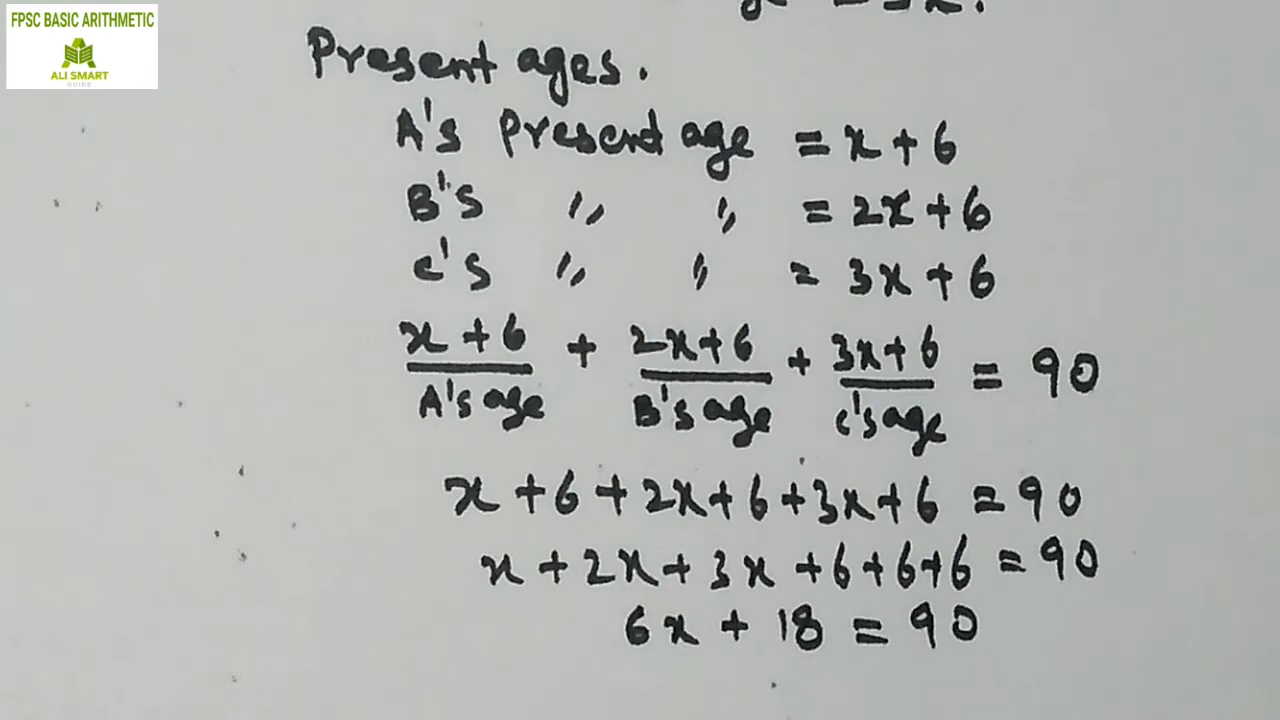 FPSC BASIC ARITHMETIC
ALI SMART
GUIDE
Present ages.
A's Present age = x + 6
B's 〃 〃 = 2x + 6
C's 〃 〃 = 3x + 6
x + 6 + 2x + 6 + 3x + 6 = 90
A's age B's age C's age
x + 6 + 2x + 6 + 3x + 6 = 90
x + 2x + 3x + 6 + 6 + 6 = 90
6x + 18 = 90